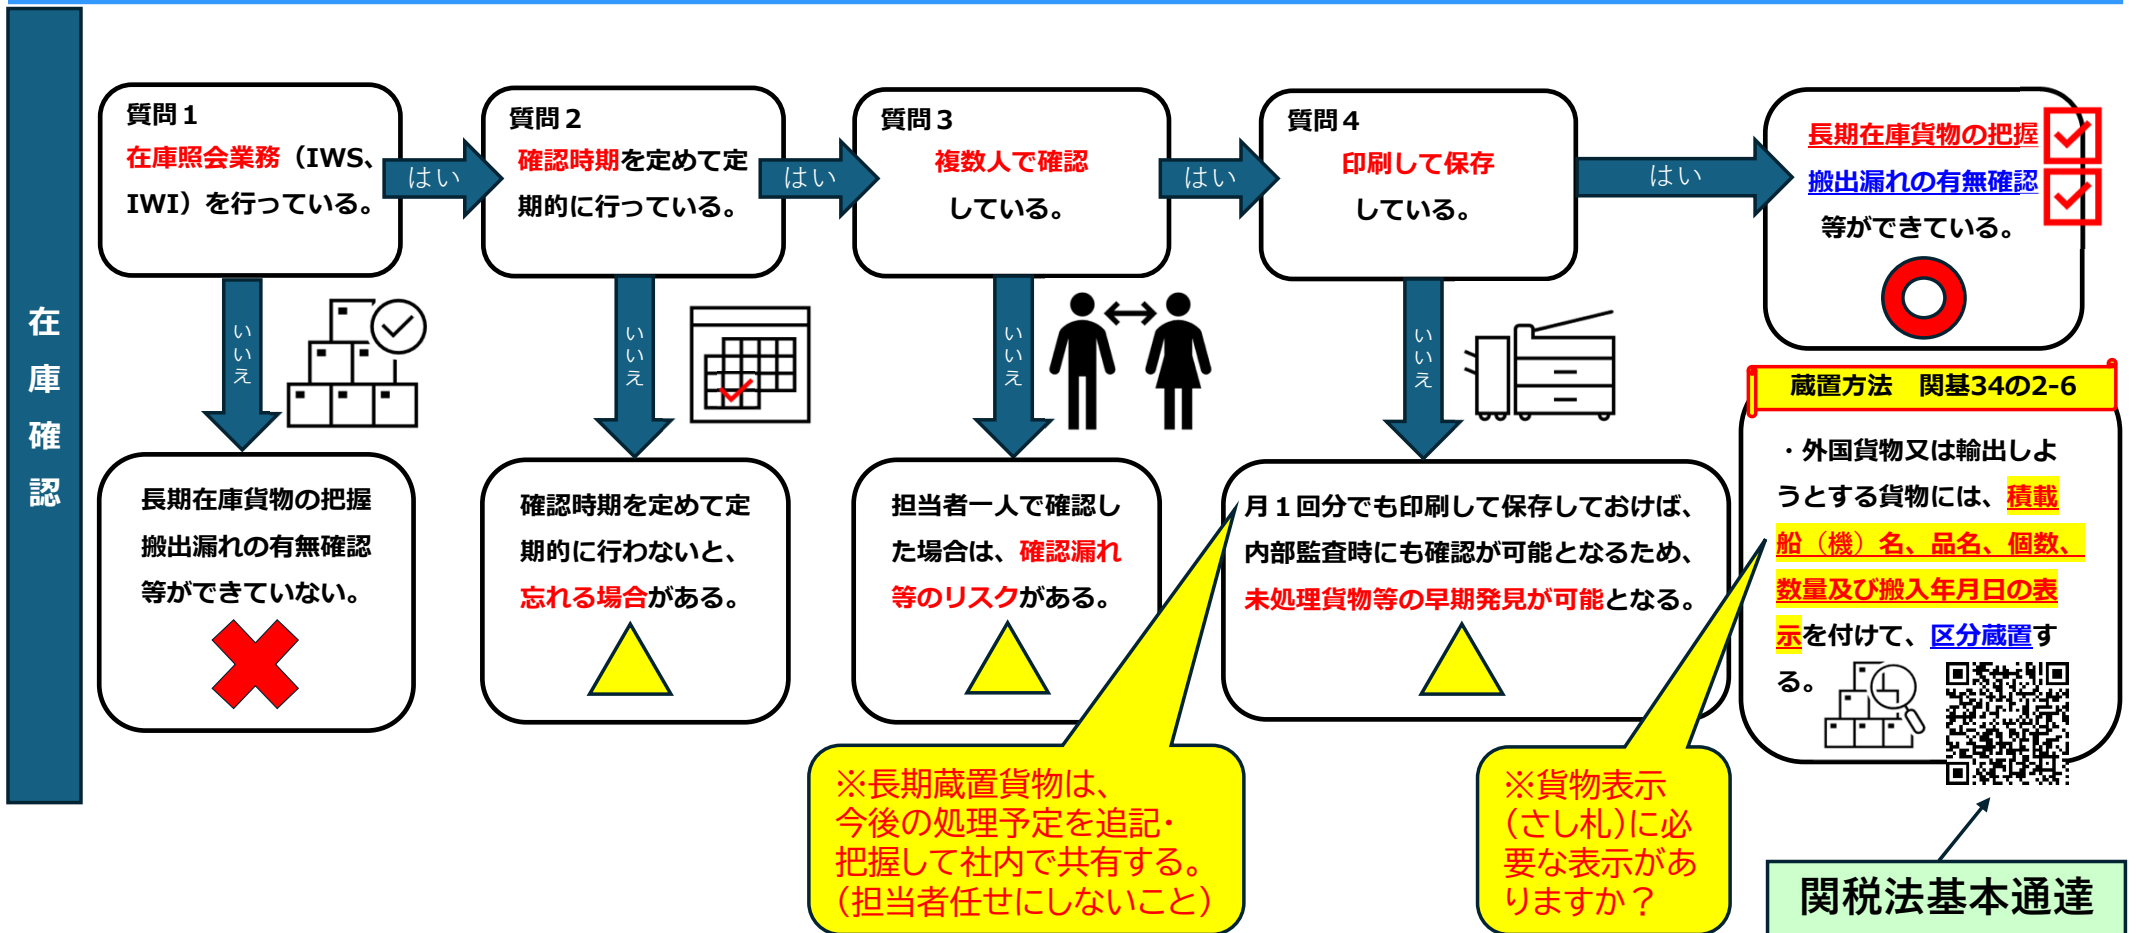 在庫確認
質問１
在庫照会業務（IWS、
IWI）を行っている。
はい
質問２
確認時期を定めて定
期的に行っている。
はい
質問３
複数人で確認
している。
はい
質問４
印刷して保存
している。
はい
長期在庫貨物の把握
搬出漏れの有無確認
等ができている。
いいえ
いいえ
いいえ
いいえ
長期在庫貨物の把握
搬出漏れの有無確認
等ができていない。
確認時期を定めて定
期的に行わないと、
忘れる場合がある。
担当者一人で確認し
た場合は、確認漏れ
等のリスクがある。
月１回分でも印刷して保存しておけば、
内部監査時にも確認が可能となるため、
未処理貨物等の早期発見が可能となる。
蔵置方法　関基34の2-6
・外国貨物又は輸出しよ
うとする貨物には、積載
船（機）名、品名、個数、
数量及び搬入年月日の表
示を付けて、区分蔵置す
る。
※長期蔵置貨物は、
今後の処理予定を追記・
把握して社内で共有する。
（担当者任せにしないこと）
※貨物表示
（さし札）に必
要な表示があ
りますか？
関税法基本通達